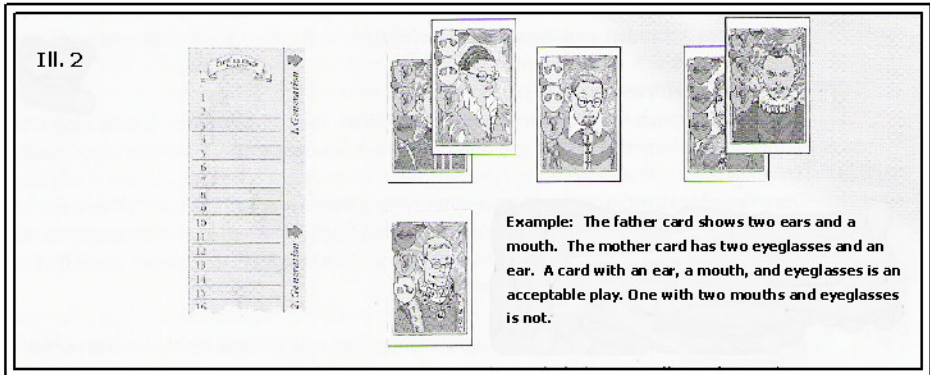 Ill. 2
1. Generation
1
2
3
4
5
6
7
8
9
10
11
12
13
14
15
16
2. Generation
Example: The father card shows two ears and a
mouth. The mother card has two eyeglasses and an
ear. A card with an ear, a mouth, and eyeglasses is an
acceptable play. One with two mouths and eyeglasses
is not.